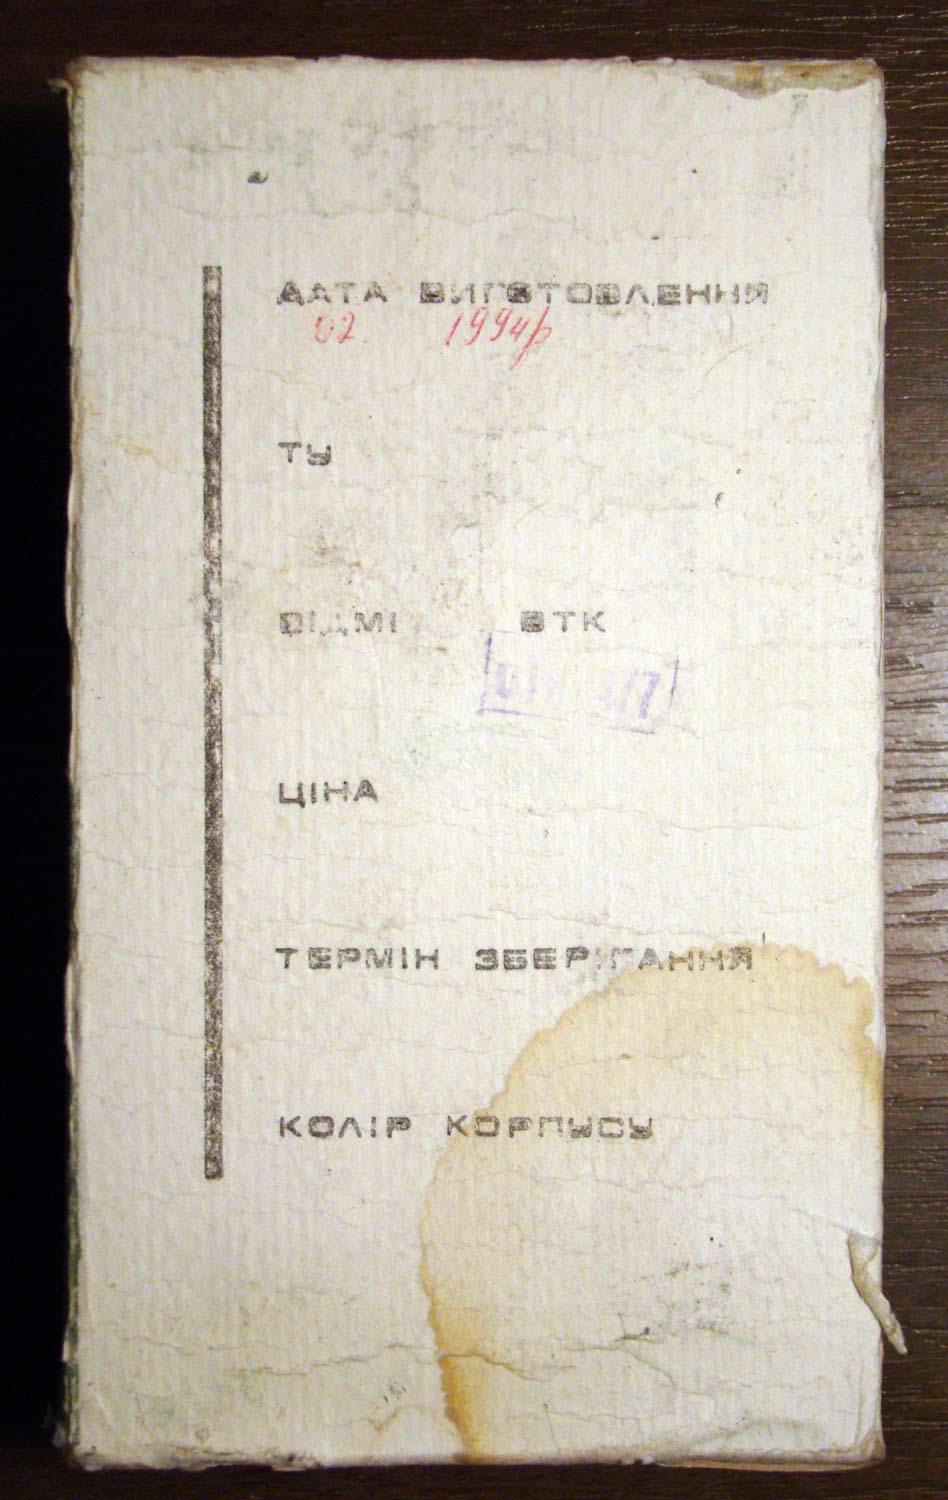 ДАТА ВИГОТОВЛЕННЯ
02. 1994р
ТУ
ВІДМІ ВТК
ЦІНА
ТЕРМІН ЗБЕРІГАННЯ
КОЛІР КОРПУСУ